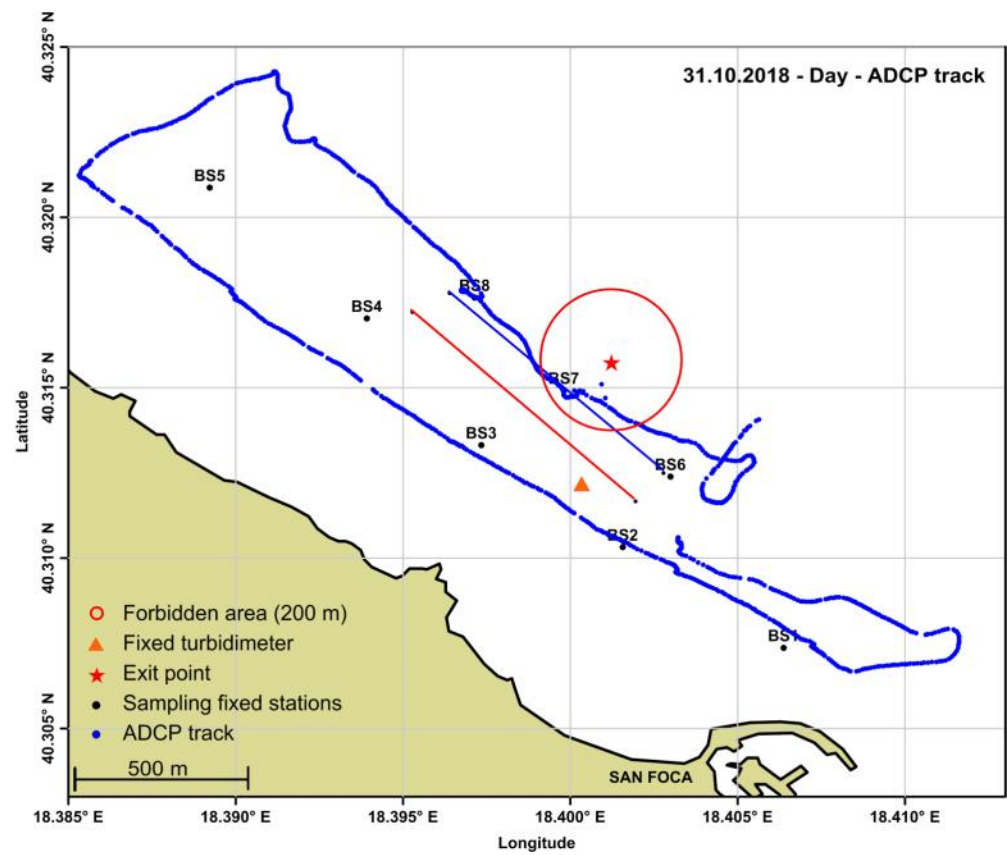 31.10.2018 - Day - ADCP track
40.325° N
40.320° N
40.315° N
40.310° N
40.305° N
Latitude
BS5
BS8
BS4
BS7
BS3
BS6
BS2
BS1
Forbidden area (200 m)
Fixed turbidimeter
Exit point
Sampling fixed stations
ADCP track
500 m
SAN FOCA
18.385° E
18.390° E
18.395° E
18.400° E
18.405° E
18.410° E
Longitude